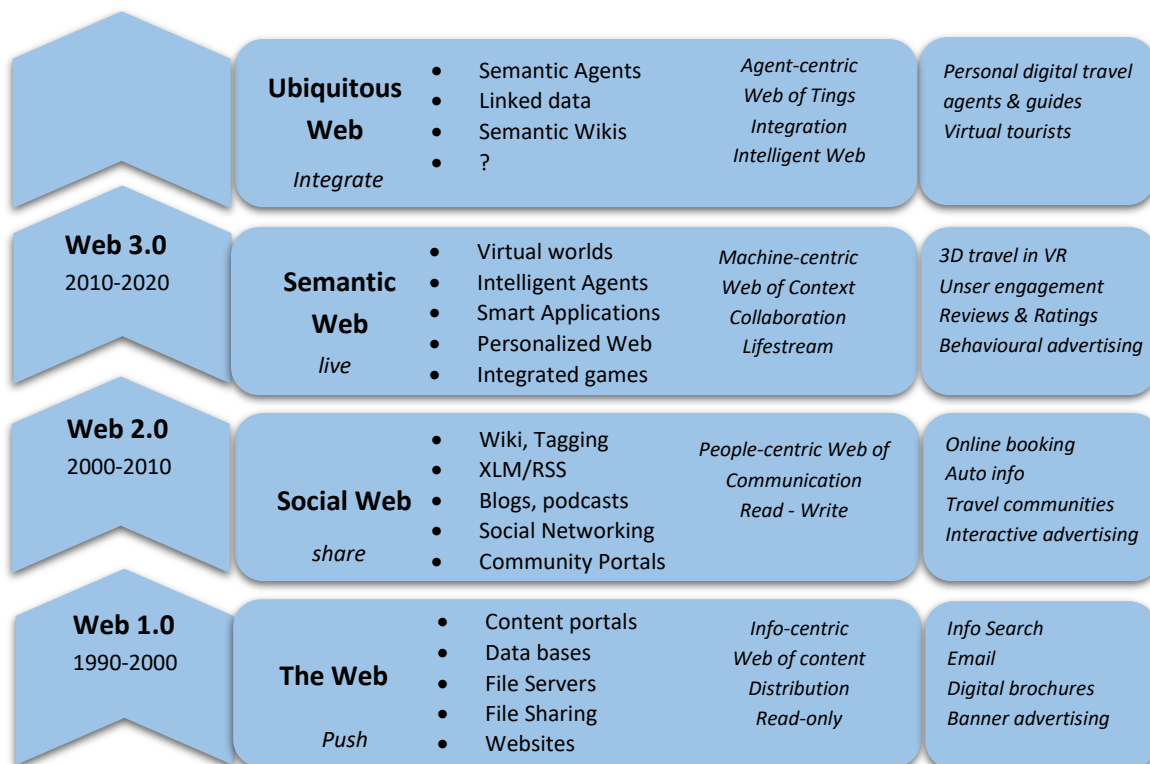 Ubiquitous
Web
Integrate
• Semantic Agents
• Linked data
• Semantic Wikis
• ?
Agent-centric
Web of Tings
Integration
Intelligent Web
Personal digital travel
agents & guides
Virtual tourists
Web 3.0
2010-2020
Semantic
Web
live
• Virtual worlds
• Intelligent Agents
• Smart Applications
• Personalized Web
• Integrated games
Machine-centric
Web of Context
Collaboration
Lifestream
3D travel in VR
Unser engagement
Reviews & Ratings
Behavioural advertising
Web 2.0
2000-2010
Social Web
share
• Wiki, Tagging
• XLM/RSS
• Blogs, podcasts
• Social Networking
• Community Portals
People-centric Web of
Communication
Read - Write
Online booking
Auto info
Travel communities
Interactive advertising
Web 1.0
1990-2000
The Web
Push
• Content portals
• Data bases
• File Servers
• File Sharing
• Websites
Info-centric
Web of content
Distribution
Read-only
Info Search
Email
Digital brochures
Banner advertising